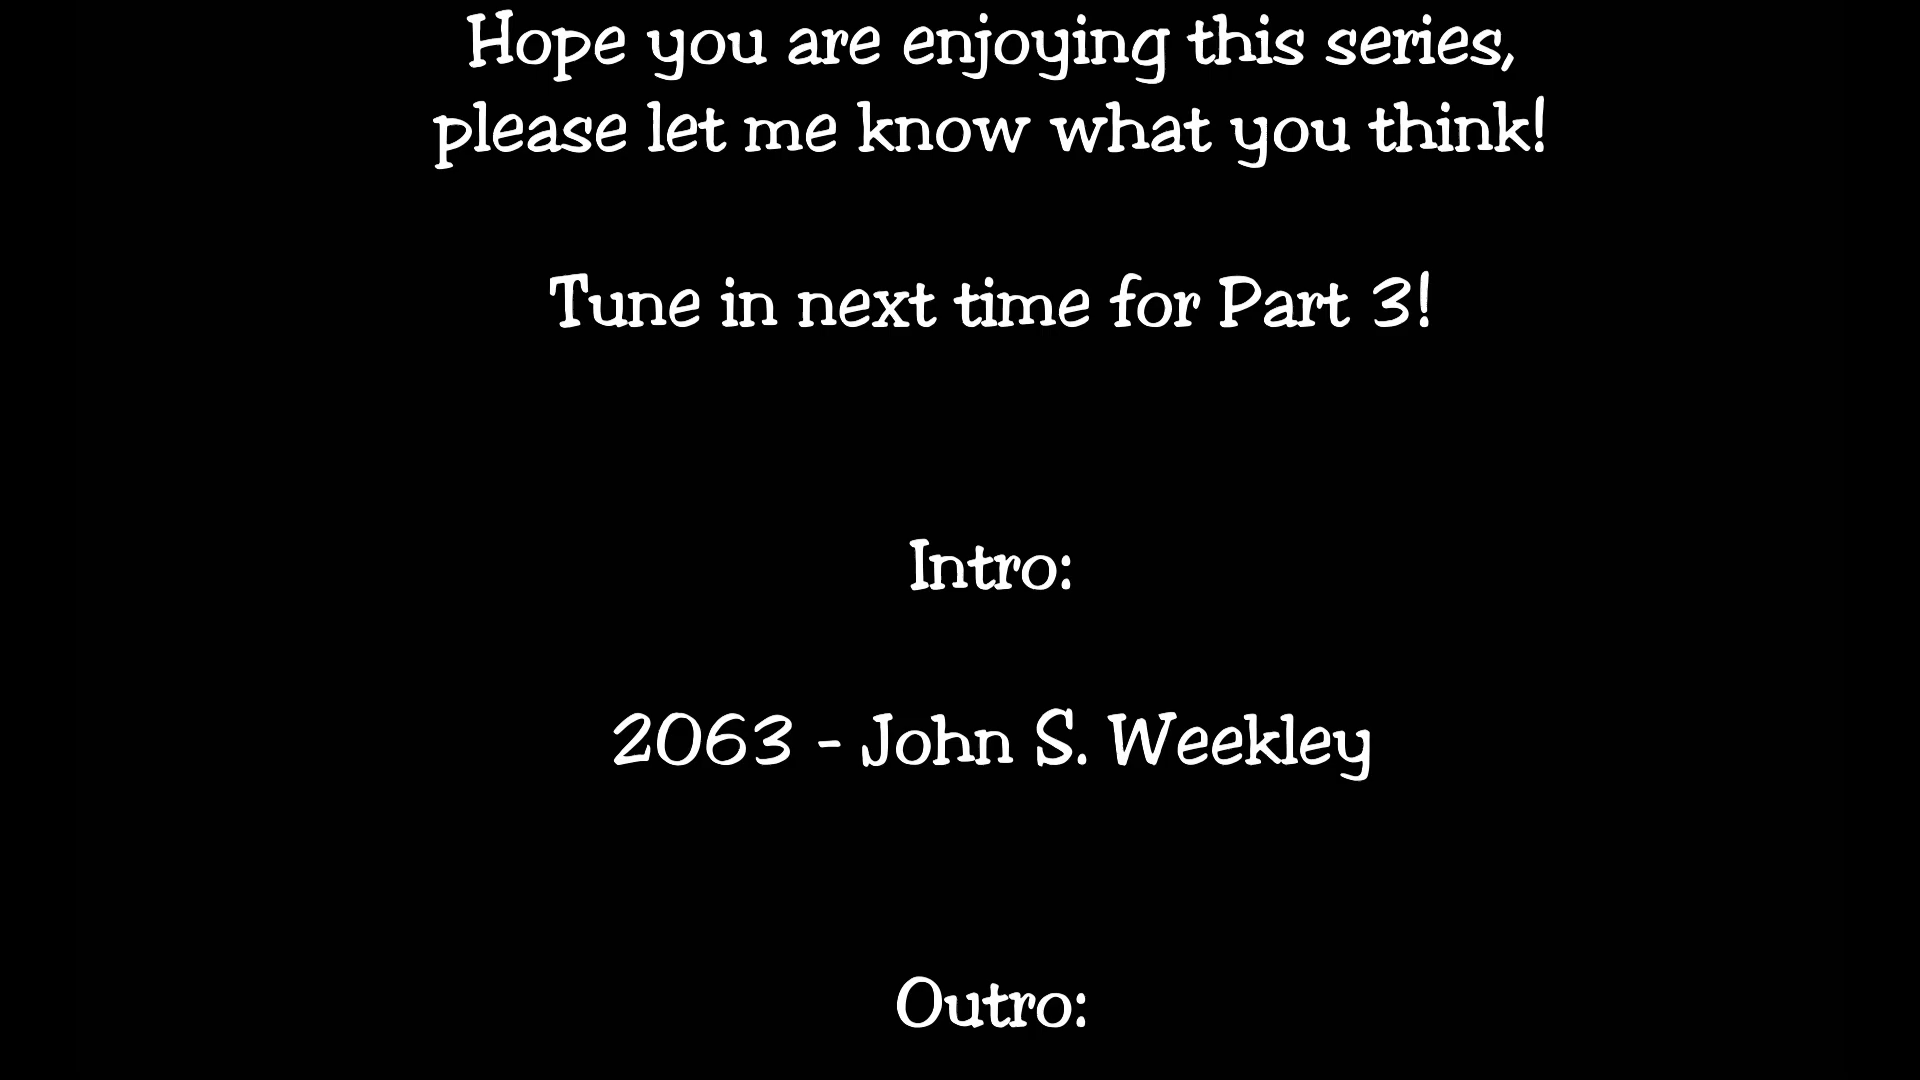 Hope you are enjoying this series,
please let me know what you think!
Tune in next time for Part 3!
Intro:
2063 - John S. Weekley
Outro: